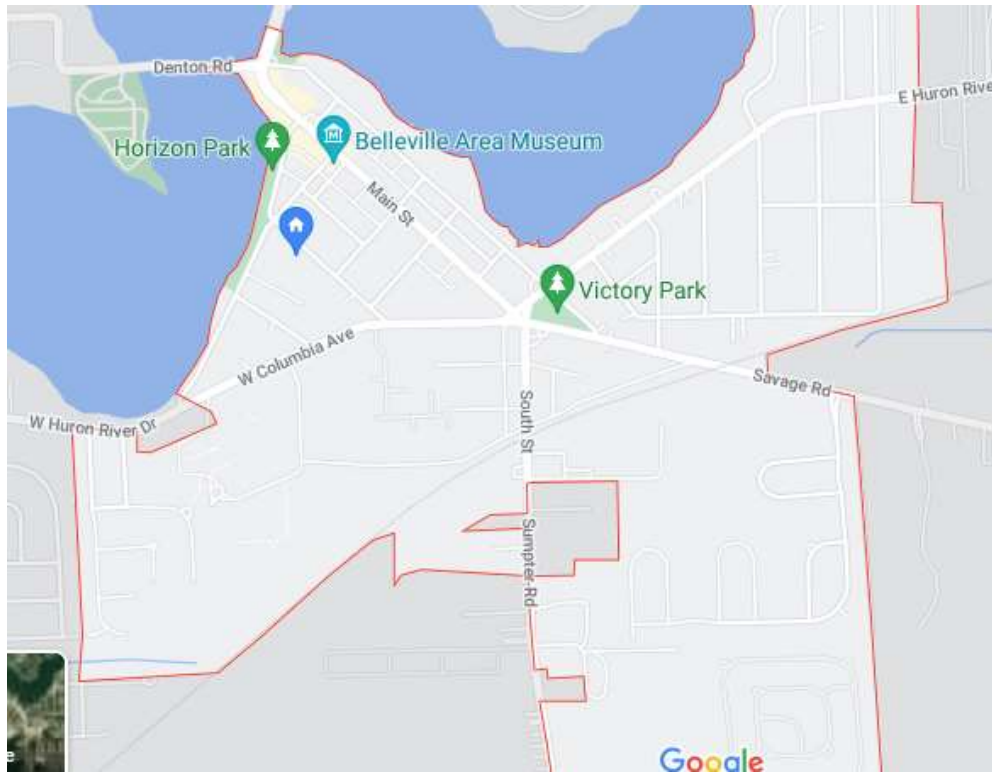 Denton Rd
E Huron River
Horizon Park
Belleville Area Museum
Main St
Victory Park
W Columbia Ave
Savage Rd
South St
W Huron River Dr
Sumpter Rd
e
Google